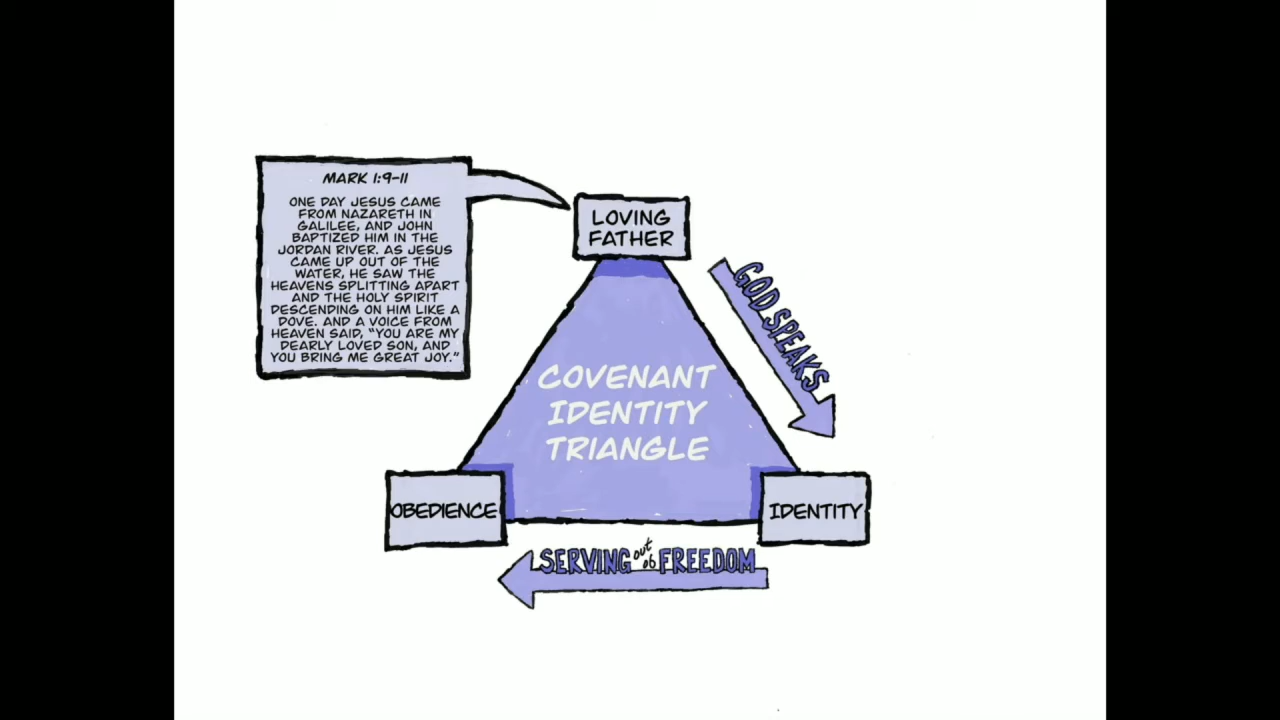 MARK 1:9-11
ONE DAY JESUS CAME
FROM NAZARETH IN
GALILEE, AND JOHN
BAPTIZED HIM IN THE
JORDAN RIVER. AS JESUS
CAME UP OUT OF THE
WATER, HE SAW THE
HEAVENS SPLITTING APART
AND THE HOLY SPIRIT
DESCENDING ON HIM LIKE A
DOVE. AND A VOICE FROM
HEAVEN SAID, "YOU ARE MY
DEARLY LOVED SON, AND
YOU BRING ME GREAT JOY."
LOVING
FATHER
GOD SPEAKS
COVENANT
IDENTITY
TRIANGLE
OBEDIENCE
IDENTITY
SERVING out of FREEDOM